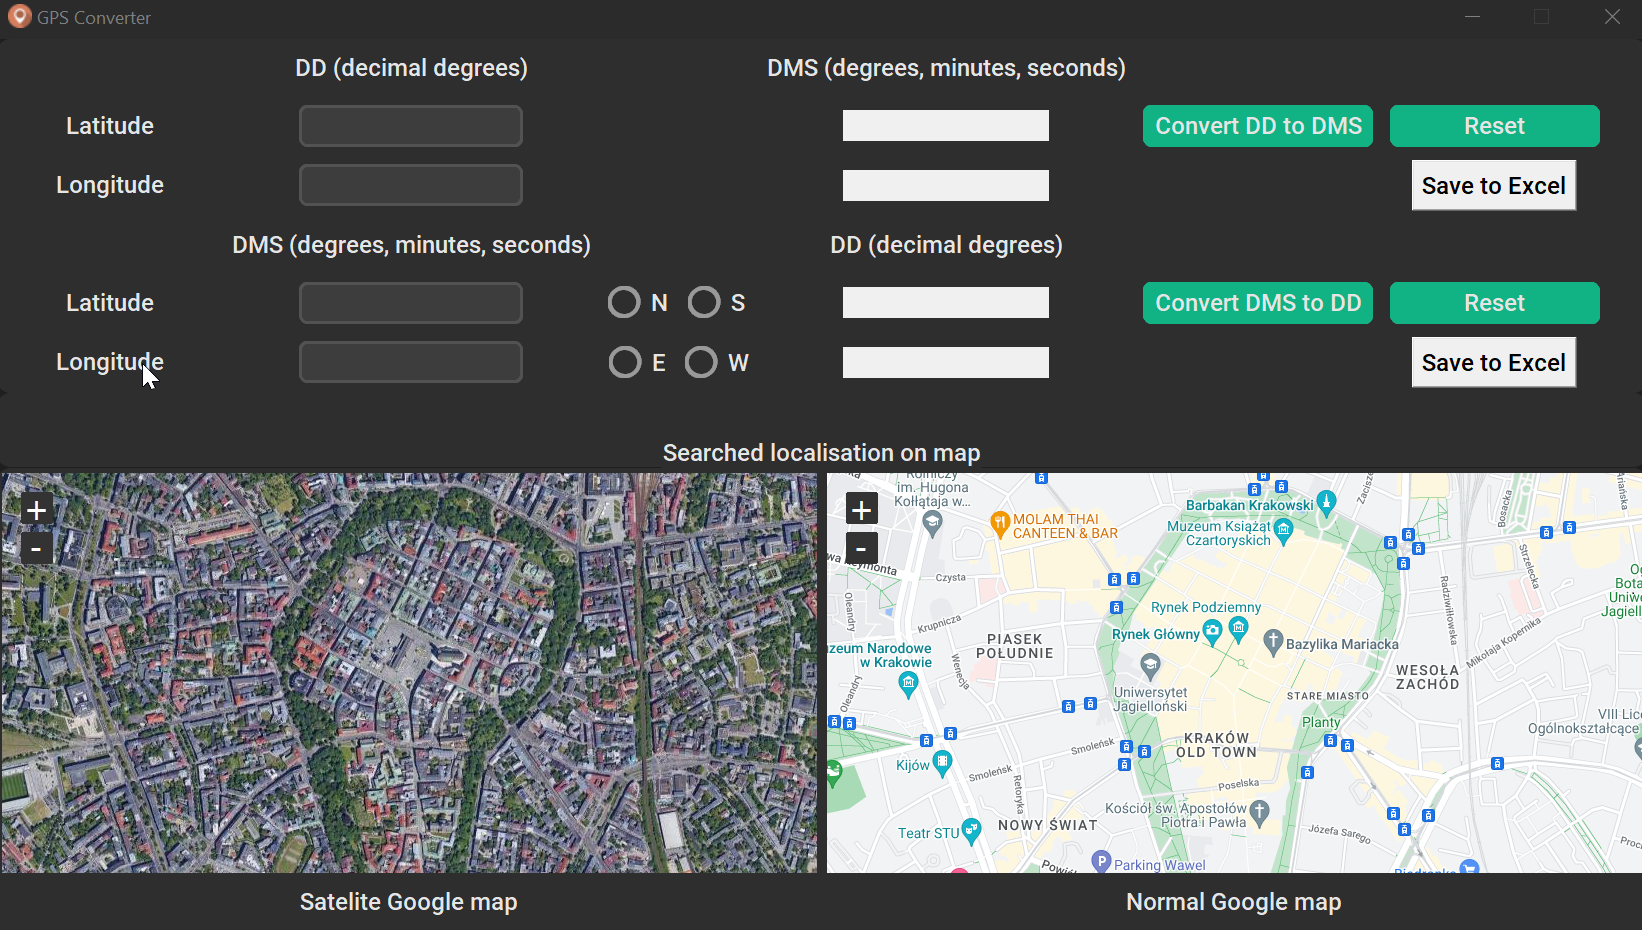 GPS Converter
DD (decimal degrees)
DMS (degrees, minutes, seconds)
Latitude
Convert DD to DMS
Reset
Longitude
Save to Excel
DMS (degrees, minutes, seconds)
DD (decimal degrees)
Latitude
N
S
Convert DMS to DD
Reset
Longitude
E
W
Save to Excel
Searched localisation on map
+
-
+
-
im. Hugona
Kołłątaja w...
MOLAM THAI
CANTEEN & BAR
Barbakan Krakowski
Muzeum Książąt
Czartoryskich
Bosacka
Strzelecka
Czysta
Oleandry
Krupnicza
Rynek Podziemny
Rynek Główny
Bazylika Mariacka
Radziwiłłowska
Mikołaja Kopernika
PIASEK
POŁUDNIE
zeum Narodowe
w Krakowie
Wenecja
Oleandry
Uniwersytet
Jagielloński
WESOŁA
ZACHÓD
STARE MIASTO
Planty
VIII Lice
Ogólnokształcące
KRAKÓW
OLD TOWN
Smoleńsk
Kijów
Smoleńsk
Retoryka
Poselska
Kościół św. Apostołów
Piotra i Pawła
Teatr STU
NOWY ŚWIAT
Józefa Sarego
P
Parking Wawel
Satelite Google map
Normal Google map